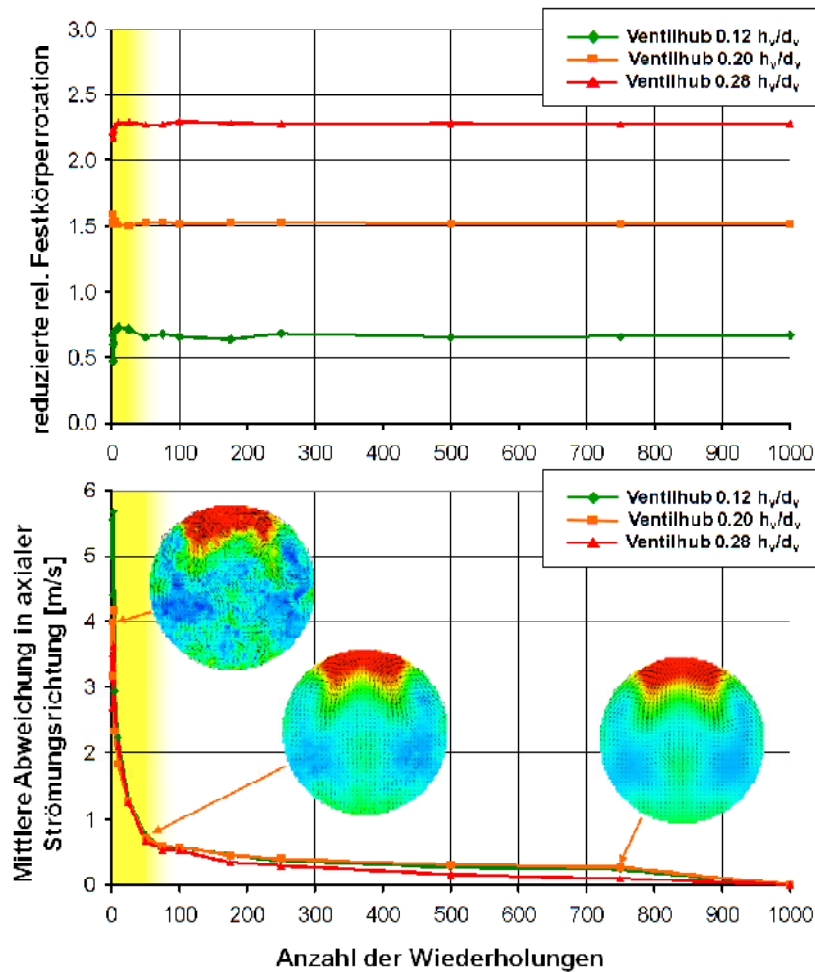 3.0
2.5
2.0
1.5
1.0
0.5
0.0
reduzierte rel. Festkörperrotation
Ventilhub 0.12 hv/dv
Ventilhub 0.20 hv/dv
Ventilhub 0.28 hv/dv
0 100 200 300 400 500 600 700 800 900 1000
6
5
4
3
2
1
0
Mittlere Abweichung in axialer
Strömungsrichtung [m/s]
Ventilhub 0.12 hv/dv
Ventilhub 0.20 hv/dv
Ventilhub 0.28 hv/dv
0 100 200 300 400 500 600 700 800 900 1000
Anzahl der Wiederholungen